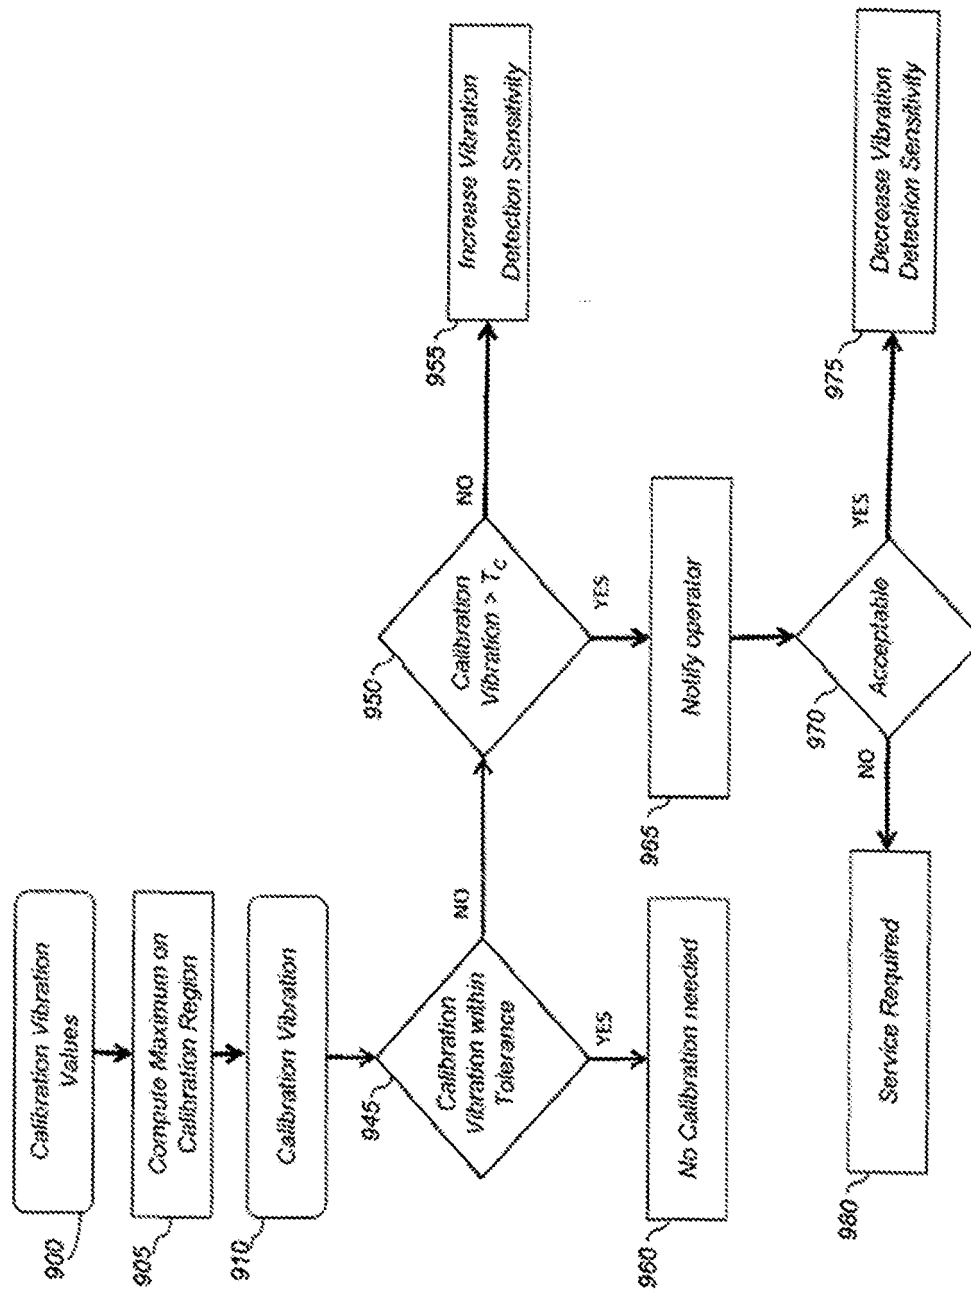 Calibration Vibration
Values
900
Compute Maximum on
Calibration Region
905
Calibration Vibration
910
945
Calibration
Vibration within
Tolerance
NO
YES
No Calibration needed
960
950
Calibration
Vibration > T_C
NO
955
Increase Vibration
Detection Sensitivity
YES
Notify operator
965
970
Acceptable
YES
975
Decrease Vibration
Detection Sensitivity
NO
Service Required
980